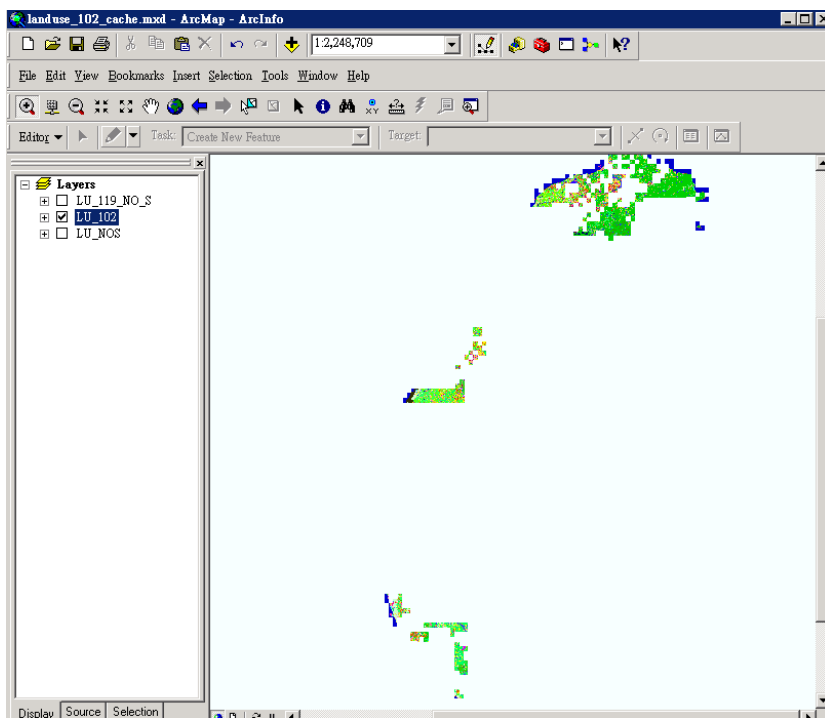 landuse_102_cache.mxd - ArcMap - ArcInfo
1:2,248,709
File Edit View Bookmarks Insert Selection Tools Window Help
Editor Task: Create New Feature Target:
Layers
LU_119_NO_S
LU_102
LU_NOS
Display Source Selection